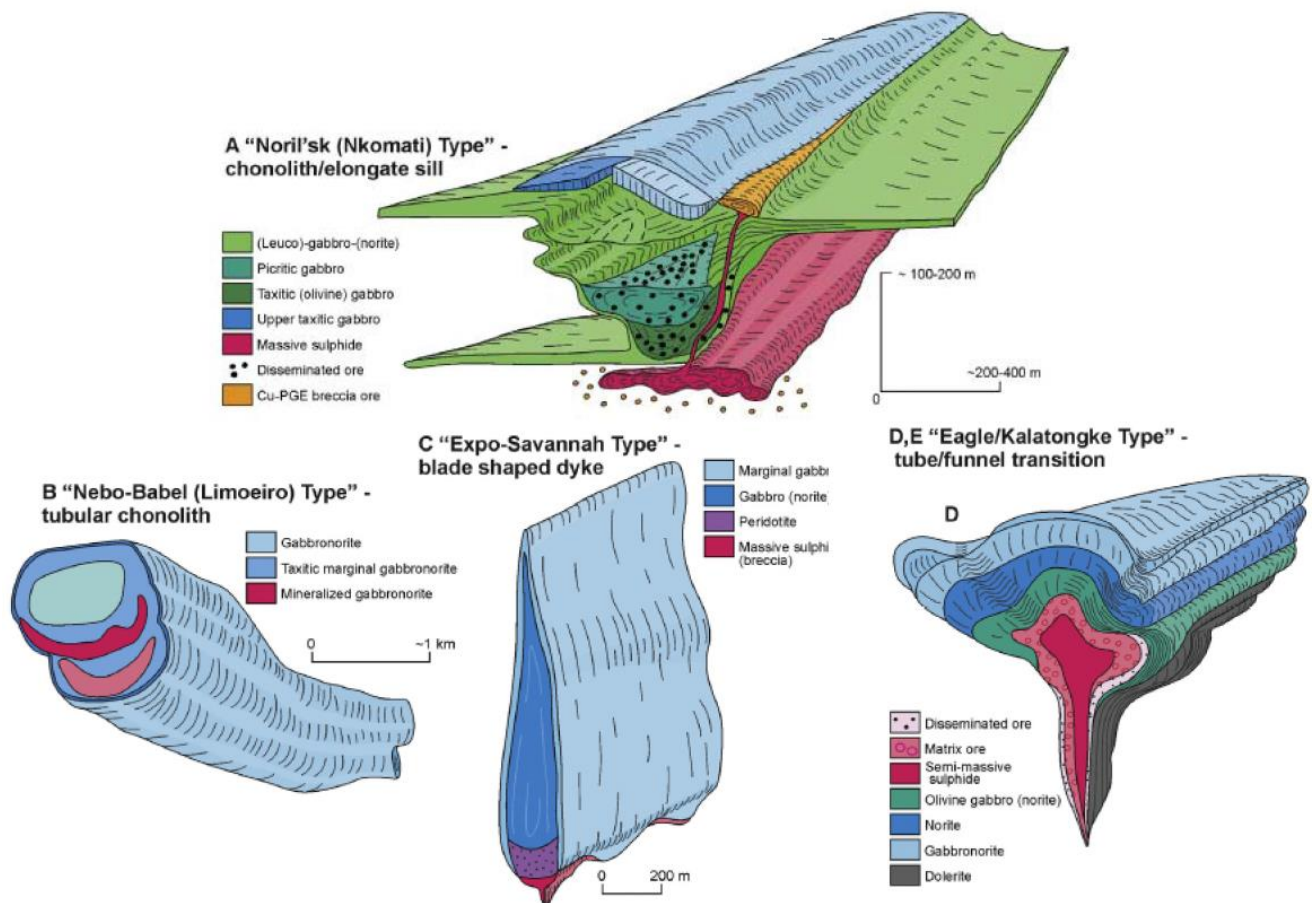 A “Noril’sk (Nkomati) Type” -
chonolith/elongate sill
(Leuco)-gabbro-(norite)
Picritic gabbro
Taxitic (olivine) gabbro
Upper taxitic gabbro
Massive sulphide
Disseminated ore
Cu-PGE breccia ore
~ 100-200 m
~200-400 m
0
B “Nebo-Babel (Limoeiro) Type” -
tubular chonolith
Gabbronorite
Taxitic marginal gabbronorite
Mineralized gabbronorite
0 ~1 km
C “Expo-Savannah Type” -
blade shaped dyke
Marginal gabbr
Gabbro (norite)
Peridotite
Massive sulphi
(breccia)
0 200 m
D,E “Eagle/Kalatongke Type” -
tube/funnel transition
D
Disseminated ore
Matrix ore
Semi-massive
sulphide
Olivine gabbro (norite)
Norite
Gabbronorite
Dolerite